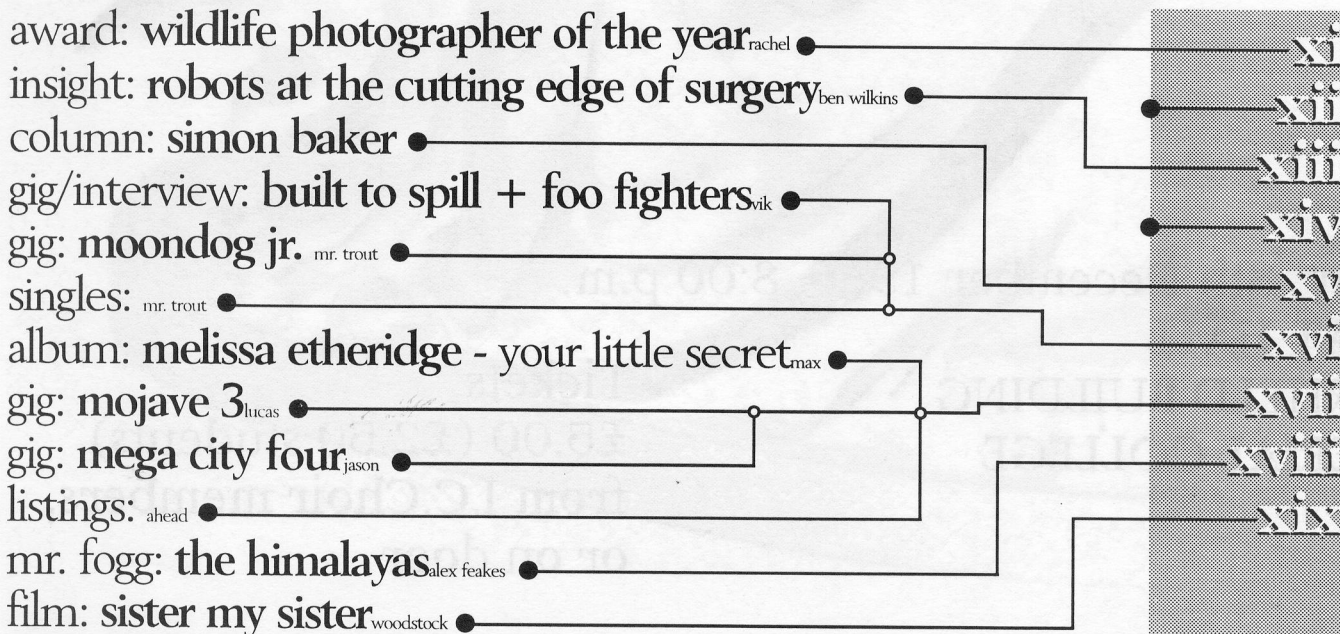 award: wildlife photographer of the year rachel xi
insight: robots at the cutting edge of surgery ben wilkins xii
column: simon baker xiii
gig/interview: built to spill + foo fighters vik xiv
gig: moondog jr. mr. trout
singles: mr. trout xv
album: melissa etheridge - your little secret max xvi
gig: mojave 3 lucas xvii
gig: mega city four jason xviii
listings: ahead xix
mr. fogg: the himalayas alex feakes
film: sister my sister woodstock